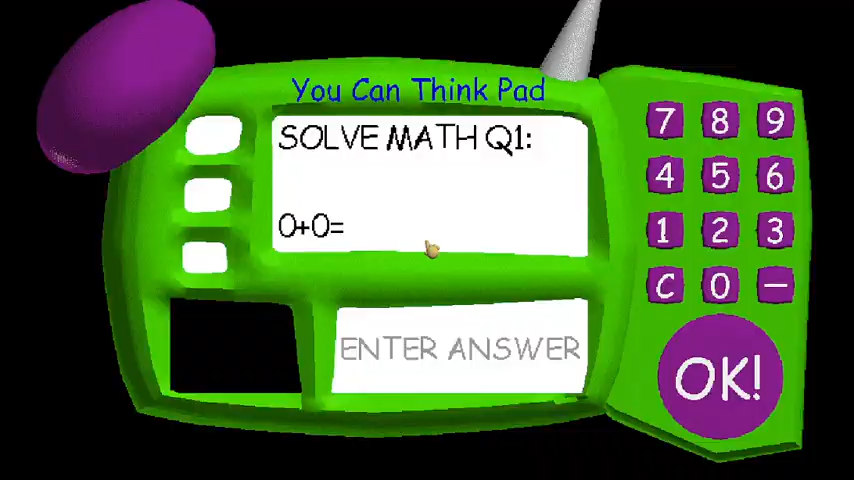 You Can Think Pad
SOLVE MATH Q1:
0+0=
ENTER ANSWER
7 8 9
4 5 6
1 2 3
C 0 —
OK!